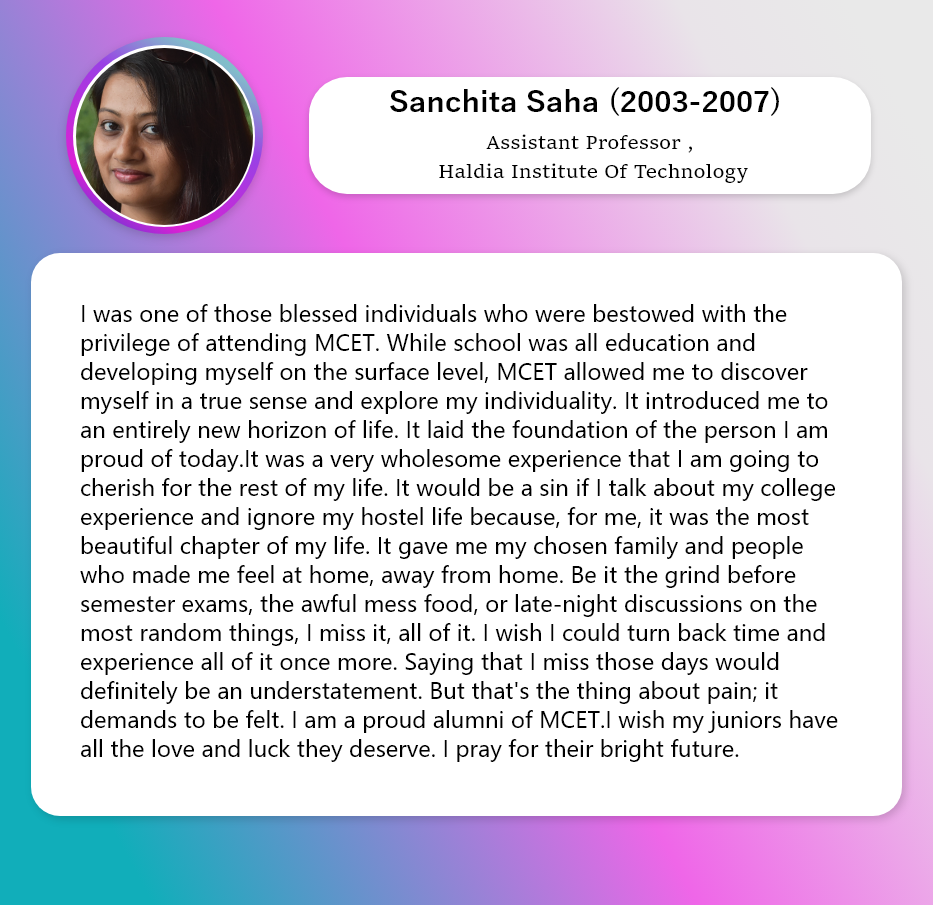 Sanchita Saha (2003-2007)
Assistant Professor ,
Haldia Institute Of Technology
I was one of those blessed individuals who were bestowed with the
privilege of attending MCET. While school was all education and
developing myself on the surface level, MCET allowed me to discover
myself in a true sense and explore my individuality. It introduced me to
an entirely new horizon of life. It laid the foundation of the person I am
proud of today.It was a very wholesome experience that I am going to
cherish for the rest of my life. It would be a sin if I talk about my college
experience and ignore my hostel life because, for me, it was the most
beautiful chapter of my life. It gave me my chosen family and people
who made me feel at home, away from home. Be it the grind before
semester exams, the awful mess food, or late-night discussions on the
most random things, I miss it, all of it. I wish I could turn back time and
experience all of it once more. Saying that I miss those days would
definitely be an understatement. But that's the thing about pain; it
demands to be felt. I am a proud alumni of MCET.I wish my juniors have
all the love and luck they deserve. I pray for their bright future.